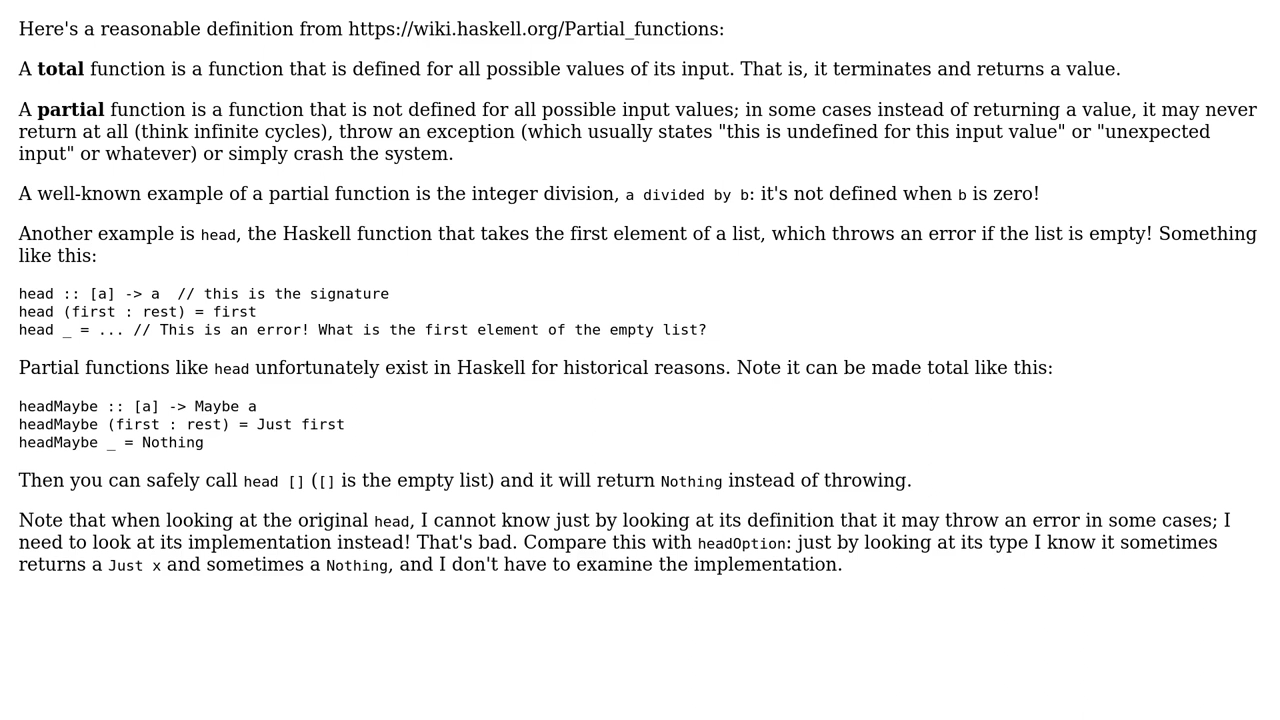 Here's a reasonable definition from https://wiki.haskell.org/Partial_functions:
A total function is a function that is defined for all possible values of its input. That is, it terminates and returns a value.
A partial function is a function that is not defined for all possible input values; in some cases instead of returning a value, it may never
return at all (think infinite cycles), throw an exception (which usually states "this is undefined for this input value" or "unexpected
input" or whatever) or simply crash the system.
A well-known example of a partial function is the integer division, a divided by b: it's not defined when b is zero!
Another example is head, the Haskell function that takes the first element of a list, which throws an error if the list is empty! Something
like this:
head :: [a] -> a  // this is the signature
head (first : rest) = first
head _ = ... // This is an error! What is the first element of the empty list?
Partial functions like head unfortunately exist in Haskell for historical reasons. Note it can be made total like this:
headMaybe :: [a] -> Maybe a
headMaybe (first : rest) = Just first
headMaybe _ = Nothing
Then you can safely call head [] ([] is the empty list) and it will return Nothing instead of throwing.
Note that when looking at the original head, I cannot know just by looking at its definition that it may throw an error in some cases; I
need to look at its implementation instead! That's bad. Compare this with headOption: just by looking at its type I know it sometimes
returns a Just x and sometimes a Nothing, and I don't have to examine the implementation.